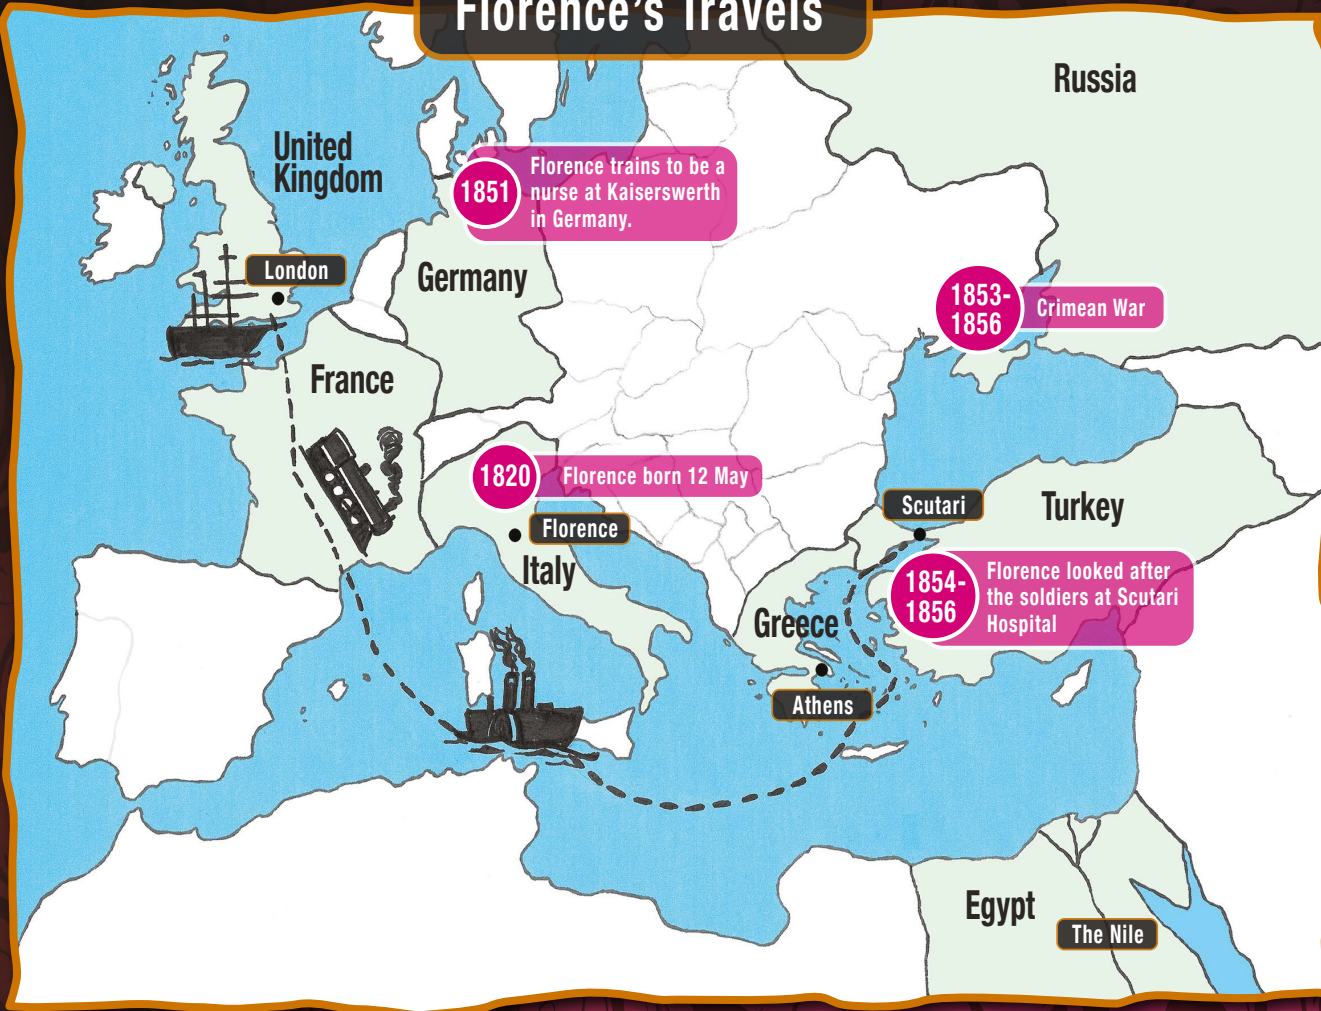 Florence's Travels
Russia
United
Kingdom
1851
Florence trains to be a
nurse at Kaiserswerth
in Germany.
London
Germany
1853-
1856
Crimean War
France
1820
Florence born 12 May
Florence
Italy
Scutari
Turkey
1854-
1856
Florence looked after
the soldiers at Scutari
Hospital
Greece
Athens
Egypt
The Nile